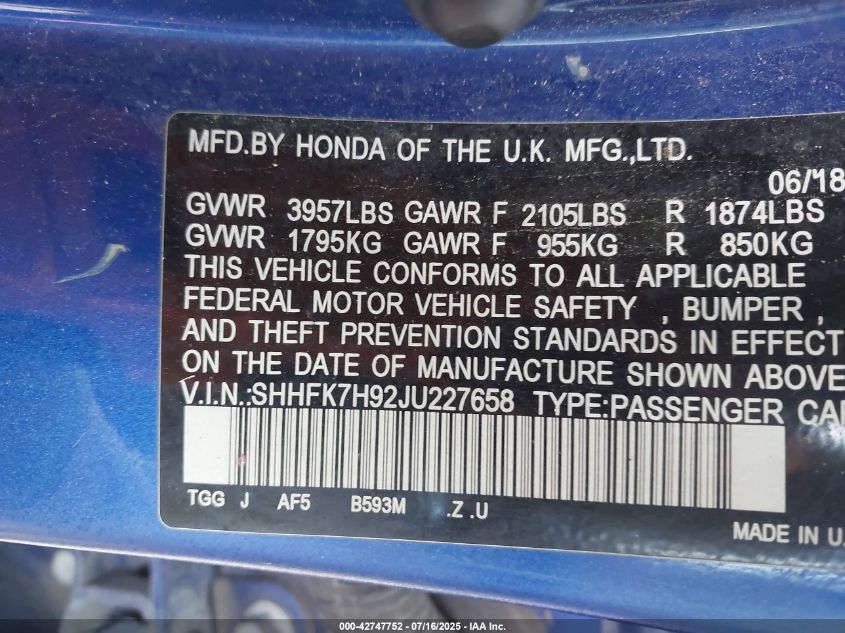 MFD.BY HONDA OF THE U.K. MFG.,LTD.
06/18
GVWR 3957LBS GAWR F 2105LBS R 1874LBS
GVWR 1795KG GAWR F 955KG R 850KG
THIS VEHICLE CONFORMS TO ALL APPLICABLE
FEDERAL MOTOR VEHICLE SAFETY , BUMPER ,
AND THEFT PREVENTION STANDARDS IN EFFECT
ON THE DATE OF MANUFACTURE SHOWN ABOVE
V.I.N.:SHHFK7H92JU227658 TYPE:PASSENGER CAR
TGG J AF5 B593M .Z .U
MADE IN U.
000-42747752 - 07/16/2025 - IAA Inc.